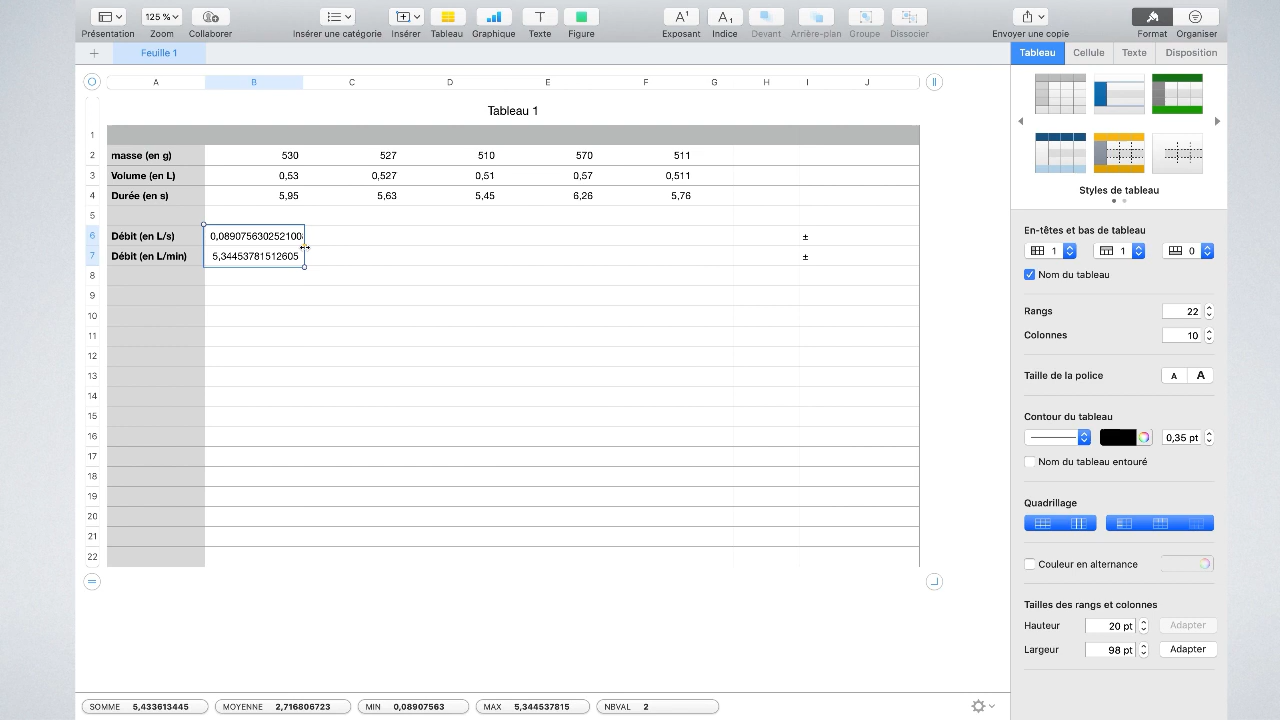 Présentation
125 %
Zoom
Collaborer
Insérer une catégorie
Insérer
Tableau
T
Texte
Graphique
Figure
A¹
Exposant
A₁
Indice
Devant
Arrière-plan
Groupe
Dissocier
Envoyer une copie
Format
Organiser
+ Feuille 1
Tableau Cellule Texte Disposition
A B C D E F G H I J
Tableau 1
1
2 masse (en g) 530 527 510 570 511
3 Volume (en L) 0,53 0,527 0,51 0,57 0,511
4 Durée (en s) 5,95 5,63 5,45 6,26 5,76
5
6 Débit (en L/s) 0,089075630252100 ±
7 Débit (en L/min) 5,34453781512605 ±
8
9
10
11
12
13
14
15
16
17
18
19
20
21
22
Styles de tableau
En-têtes et bas de tableau
1 1 0
Nom du tableau
Rangs 22
Colonnes 10
Taille de la police A A
Contour du tableau
0,35 pt
Nom du tableau entouré
Quadrillage
Couleur en alternance
Tailles des rangs et colonnes
Hauteur 20 pt Adapter
Largeur 98 pt Adapter
SOMME 5,433613445 MOYENNE 2,716806723 MIN 0,08907563 MAX 5,344537815 NBVAL 2